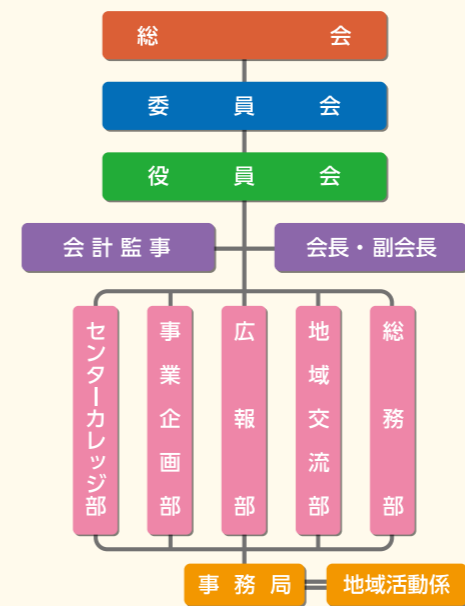 総会
委員会
役員会
会計監事
会長・副会長
センターカレッジ部
事業企画部
広報部
地域交流部
総務部
事務局
地域活動係